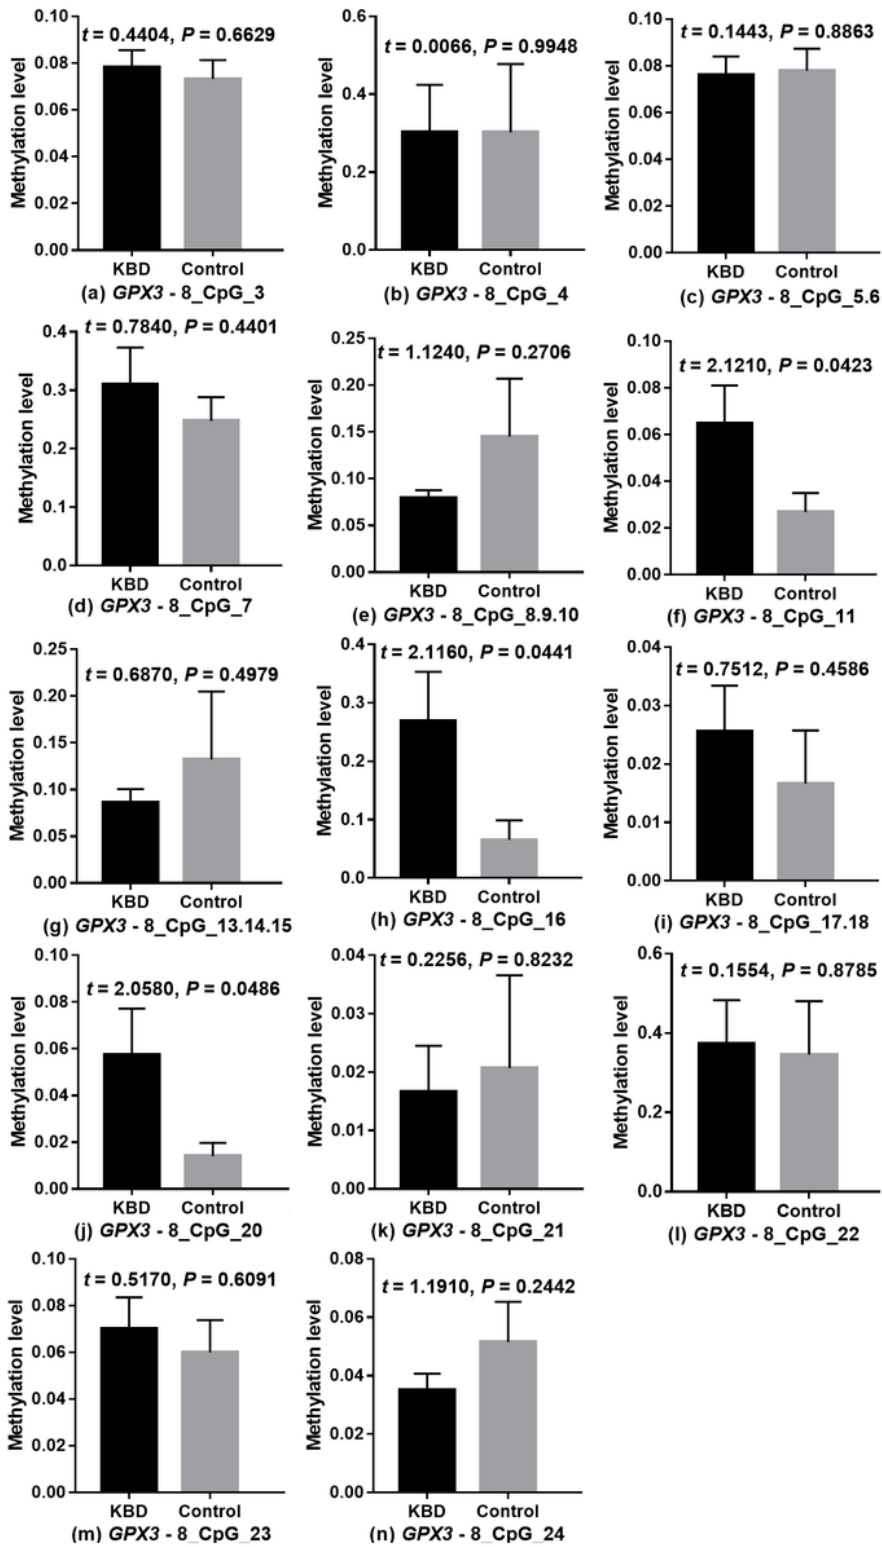 t = 0.4404, P = 0.6629
Methylation level
0.10
0.08
0.06
0.04
0.02
0.00
KBD Control
(a) GPX3 - 8_CpG_3
t = 0.0066, P = 0.9948
Methylation level
0.6
0.4
0.2
0.0
KBD Control
(b) GPX3 - 8_CpG_4
t = 0.1443, P = 0.8863
Methylation level
0.10
0.08
0.06
0.04
0.02
0.00
KBD Control
(c) GPX3 - 8_CpG_5.6
t = 0.7840, P = 0.4401
Methylation level
0.4
0.3
0.2
0.1
0.0
KBD Control
(d) GPX3 - 8_CpG_7
t = 1.1240, P = 0.2706
Methylation level
0.25
0.20
0.15
0.10
0.05
0.00
KBD Control
(e) GPX3 - 8_CpG_8.9.10
t = 2.1210, P = 0.0423
Methylation level
0.10
0.08
0.06
0.04
0.02
0.00
KBD Control
(f) GPX3 - 8_CpG_11
t = 0.6870, P = 0.4979
Methylation level
0.25
0.20
0.15
0.10
0.05
0.00
KBD Control
(g) GPX3 - 8_CpG_13.14.15
t = 2.1160, P = 0.0441
Methylation level
0.4
0.3
0.2
0.1
0.0
KBD Control
(h) GPX3 - 8_CpG_16
t = 0.7512, P = 0.4586
Methylation level
0.04
0.03
0.02
0.01
0.00
KBD Control
(i) GPX3 - 8_CpG_17.18
t = 2.0580, P = 0.0486
Methylation level
0.10
0.08
0.06
0.04
0.02
0.00
KBD Control
(j) GPX3 - 8_CpG_20
t = 0.2256, P = 0.8232
Methylation level
0.04
0.03
0.02
0.01
0.00
KBD Control
(k) GPX3 - 8_CpG_21
t = 0.1554, P = 0.8785
Methylation level
0.6
0.4
0.2
0.0
KBD Control
(l) GPX3 - 8_CpG_22
t = 0.5170, P = 0.6091
Methylation level
0.10
0.08
0.06
0.04
0.02
0.00
KBD Control
(m) GPX3 - 8_CpG_23
t = 1.1910, P = 0.2442
Methylation level
0.08
0.06
0.04
0.02
0.00
KBD Control
(n) GPX3 - 8_CpG_24